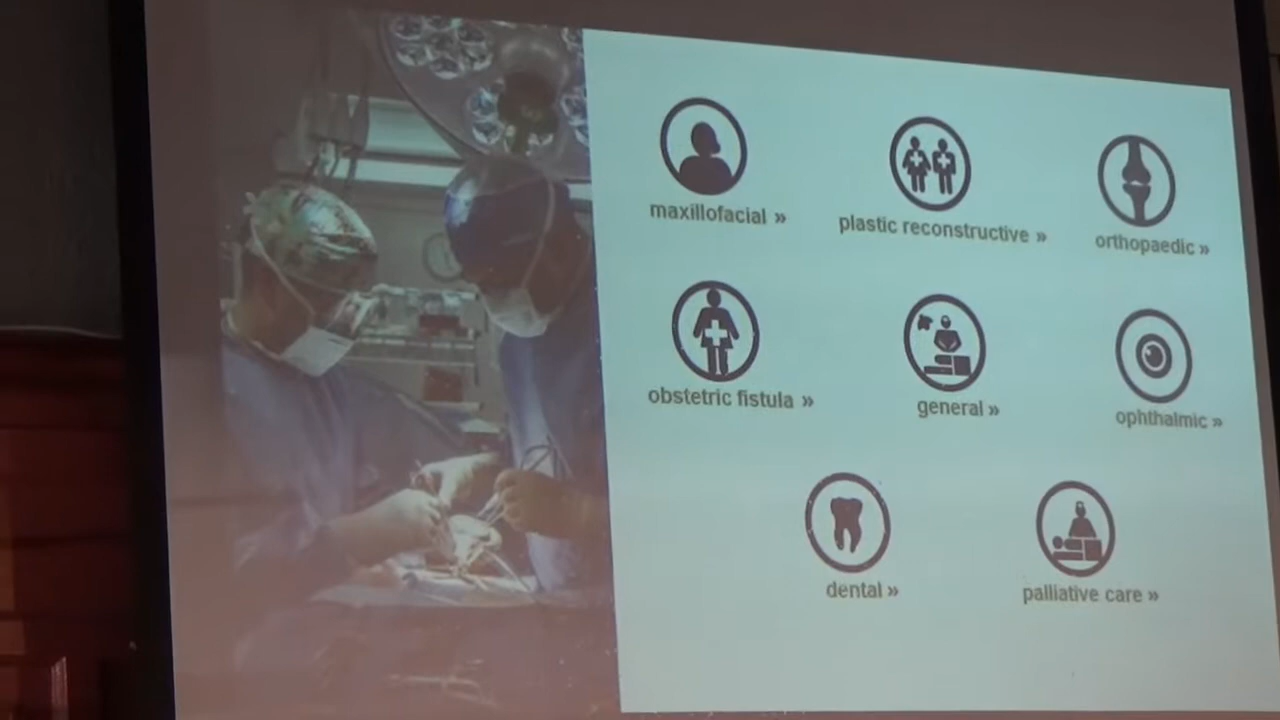 maxillofacial »
plastic reconstructive »
orthopaedic »
obstetric fistula »
general »
ophthalmic »
dental »
palliative care »